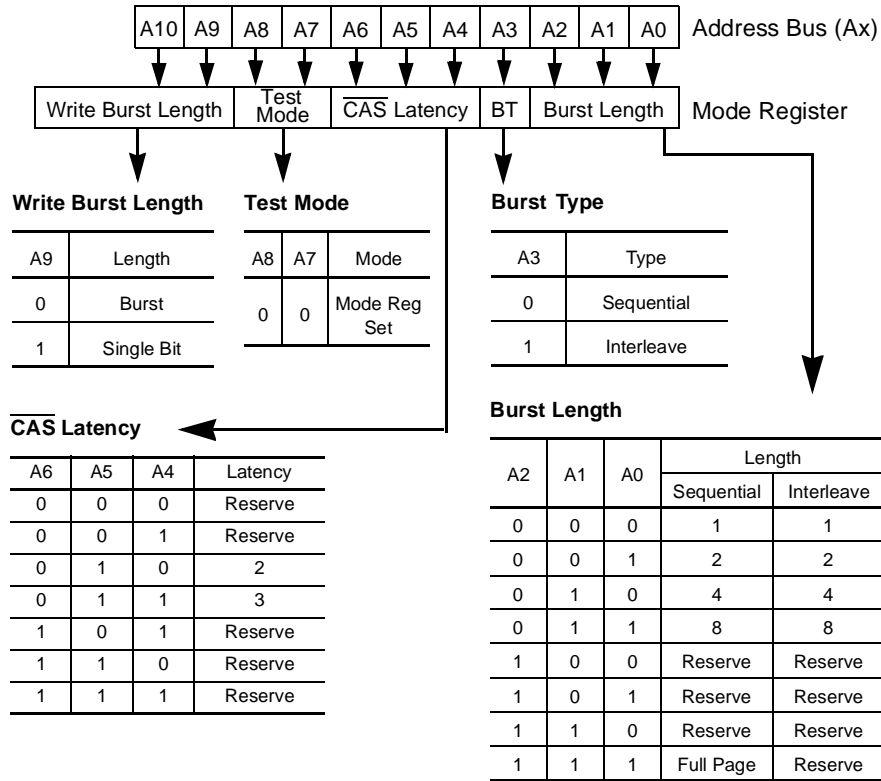 A10 A9 A8 A7 A6 A5 A4 A3 A2 A1 A0 Address Bus (Ax)
Write Burst Length Test Mode CAS Latency BT Burst Length Mode Register
Write Burst Length
A9 Length
0 Burst
1 Single Bit
Test Mode
A8 A7 Mode
0 0 Mode Reg
Set
Burst Type
A3 Type
0 Sequential
1 Interleave
CAS Latency
A6 A5 A4 Latency
0 0 0 Reserve
0 0 1 Reserve
0 1 0 2
0 1 1 3
1 0 1 Reserve
1 1 0 Reserve
1 1 1 Reserve
Burst Length
A2 A1 A0 Length
Sequential Interleave
0 0 0 1 1
0 0 1 2 2
0 1 0 4 4
0 1 1 8 8
1 0 0 Reserve Reserve
1 0 1 Reserve Reserve
1 1 0 Reserve Reserve
1 1 1 Full Page Reserve